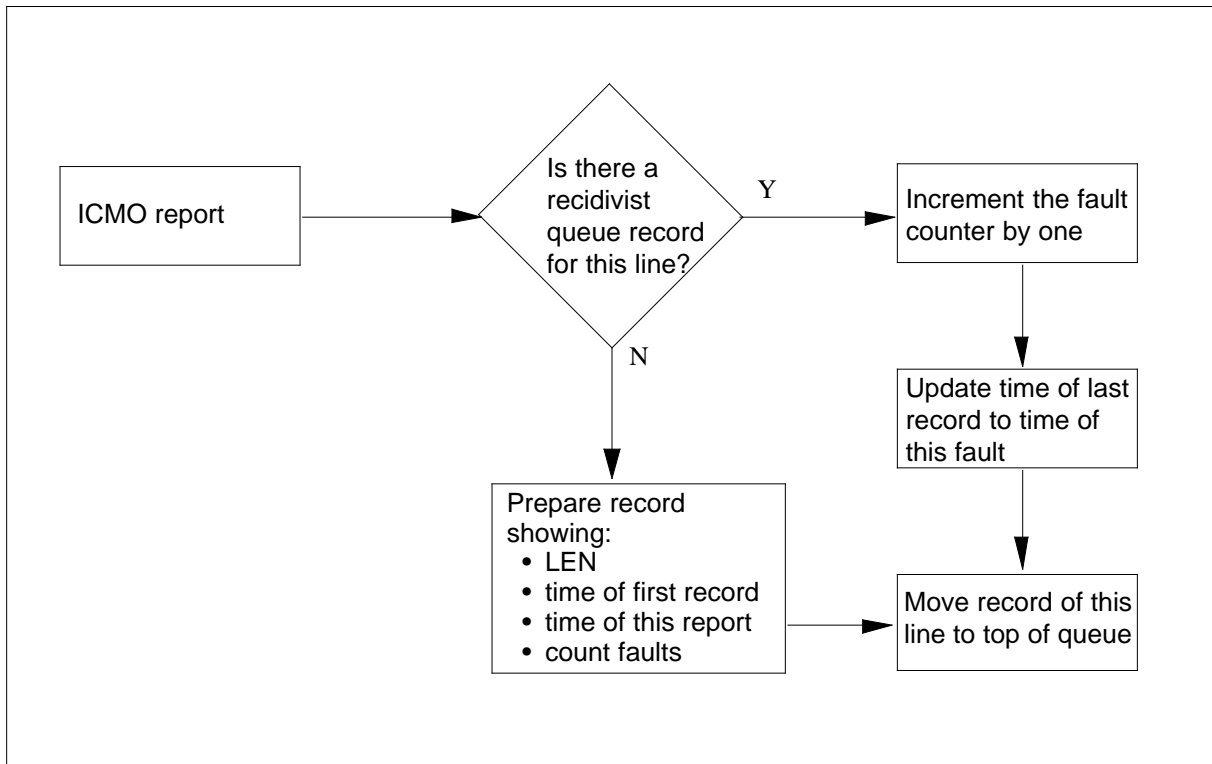 ICMO report
Is there a
recidivist
queue record
for this line?
Y
Increment the fault
counter by one
N
Update time of last
record to time of
this fault
Prepare record
showing:
• LEN
• time of first record
• time of this report
• count faults
Move record of this
line to top of queue